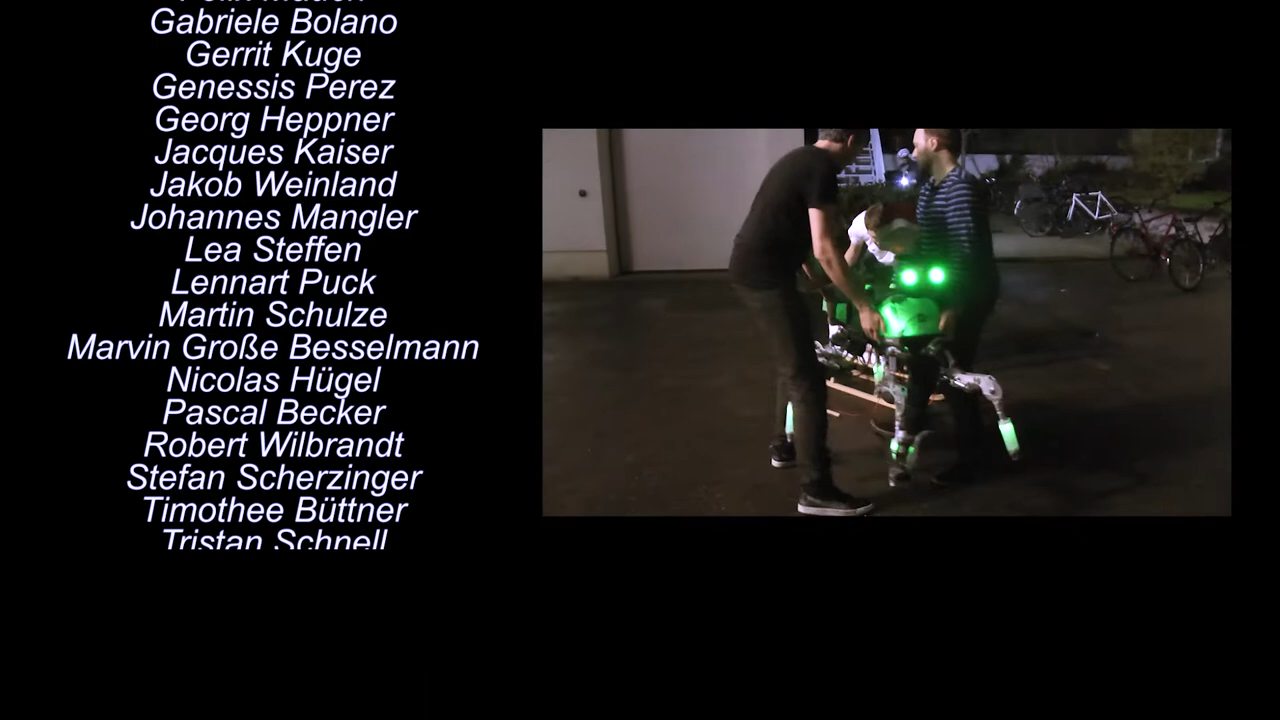 Gabriele Bolano
Gerrit Kuge
Genessis Perez
Georg Heppner
Jacques Kaiser
Jakob Weinland
Johannes Mangler
Lea Steffen
Lennart Puck
Martin Schulze
Marvin Große Besselmann
Nicolas Hügel
Pascal Becker
Robert Wilbrandt
Stefan Scherzinger
Timothee Büttner
Tristan Schnell